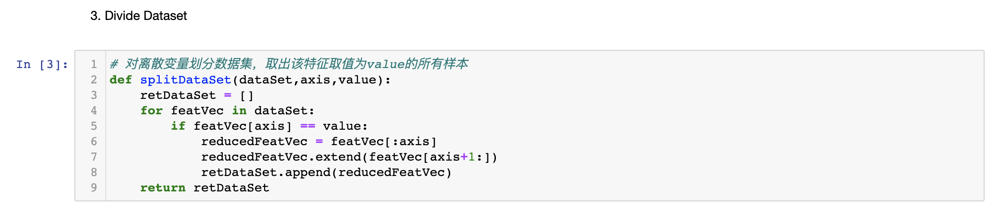 3. Divide Dataset
In [3]:
1 # 对离散变量划分数据集，取出该特征取值为value的所有样本
2 def splitDataSet(dataSet,axis,value):
3     retDataSet = []
4     for featVec in dataSet:
5         if featVec[axis] == value:
6             reducedFeatVec = featVec[:axis]
7             reducedFeatVec.extend(featVec[axis+1:])
8             retDataSet.append(reducedFeatVec)
9     return retDataSet